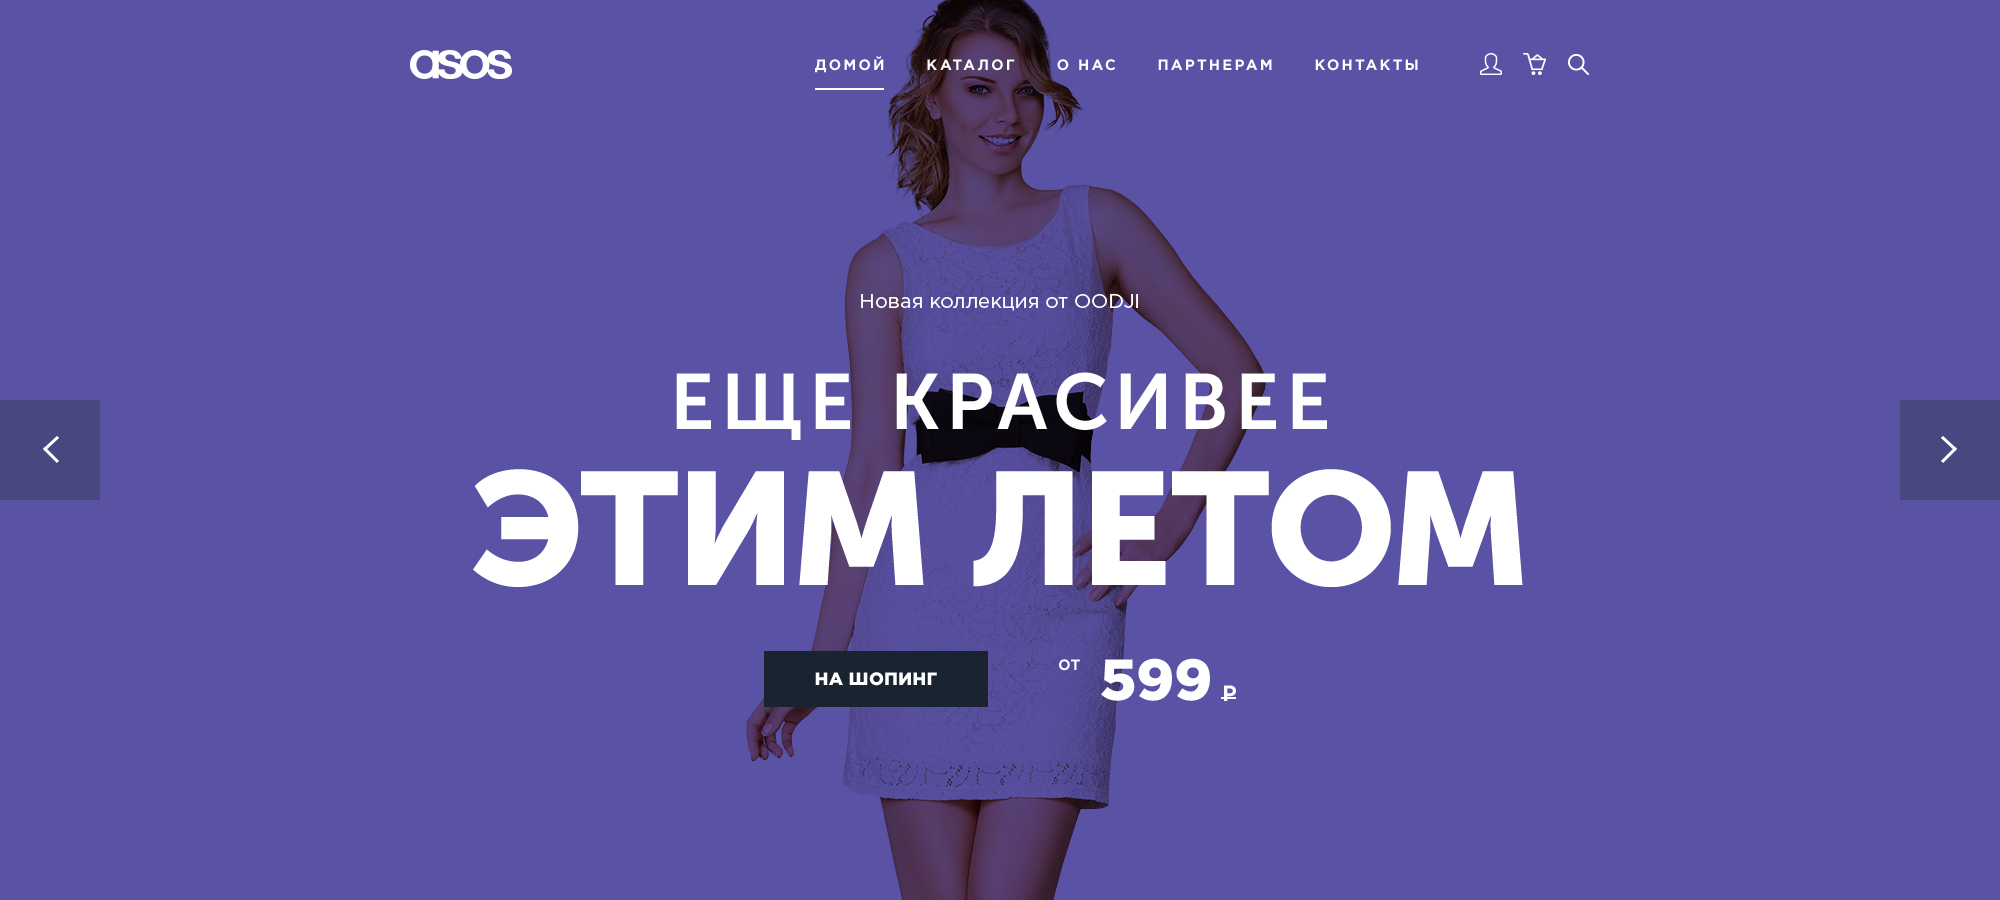 asos ДОМОЙ КАТАЛОГ О НАС ПАРТНЕРАМ КОНТАКТЫ
Новая коллекция от OODJI
ЕЩЕ КРАСИВЕЕ
ЭТИМ ЛЕТОМ
НА ШОПИНГ от 599 ₽